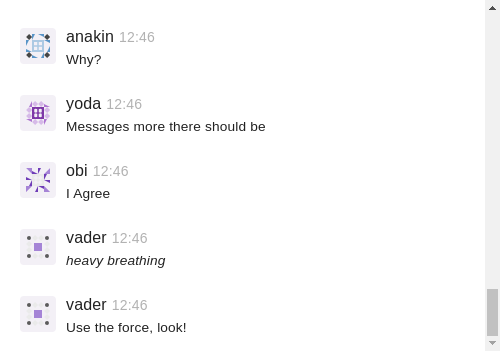 anakin 12:46
Why?
yoda 12:46
Messages more there should be
obi 12:46
I Agree
vader 12:46
heavy breathing
vader 12:46
Use the force, look!